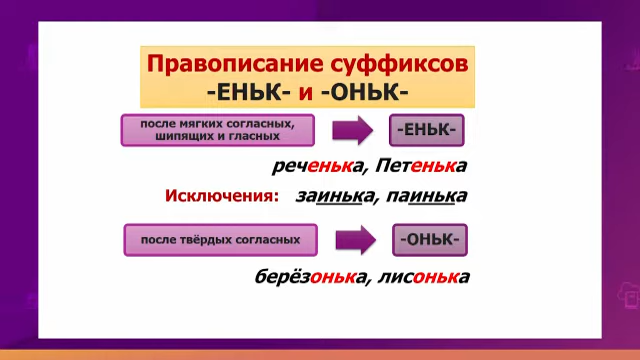 Правописание суффиксов
-ЕНЬК- и -ОНЬК-
после мягких согласных,
шипящих и гласных
-ЕНЬК-
реченька, Петенька
Исключения: заинька, паинька
после твёрдых согласных
-ОНЬК-
берёзонька, лисонька